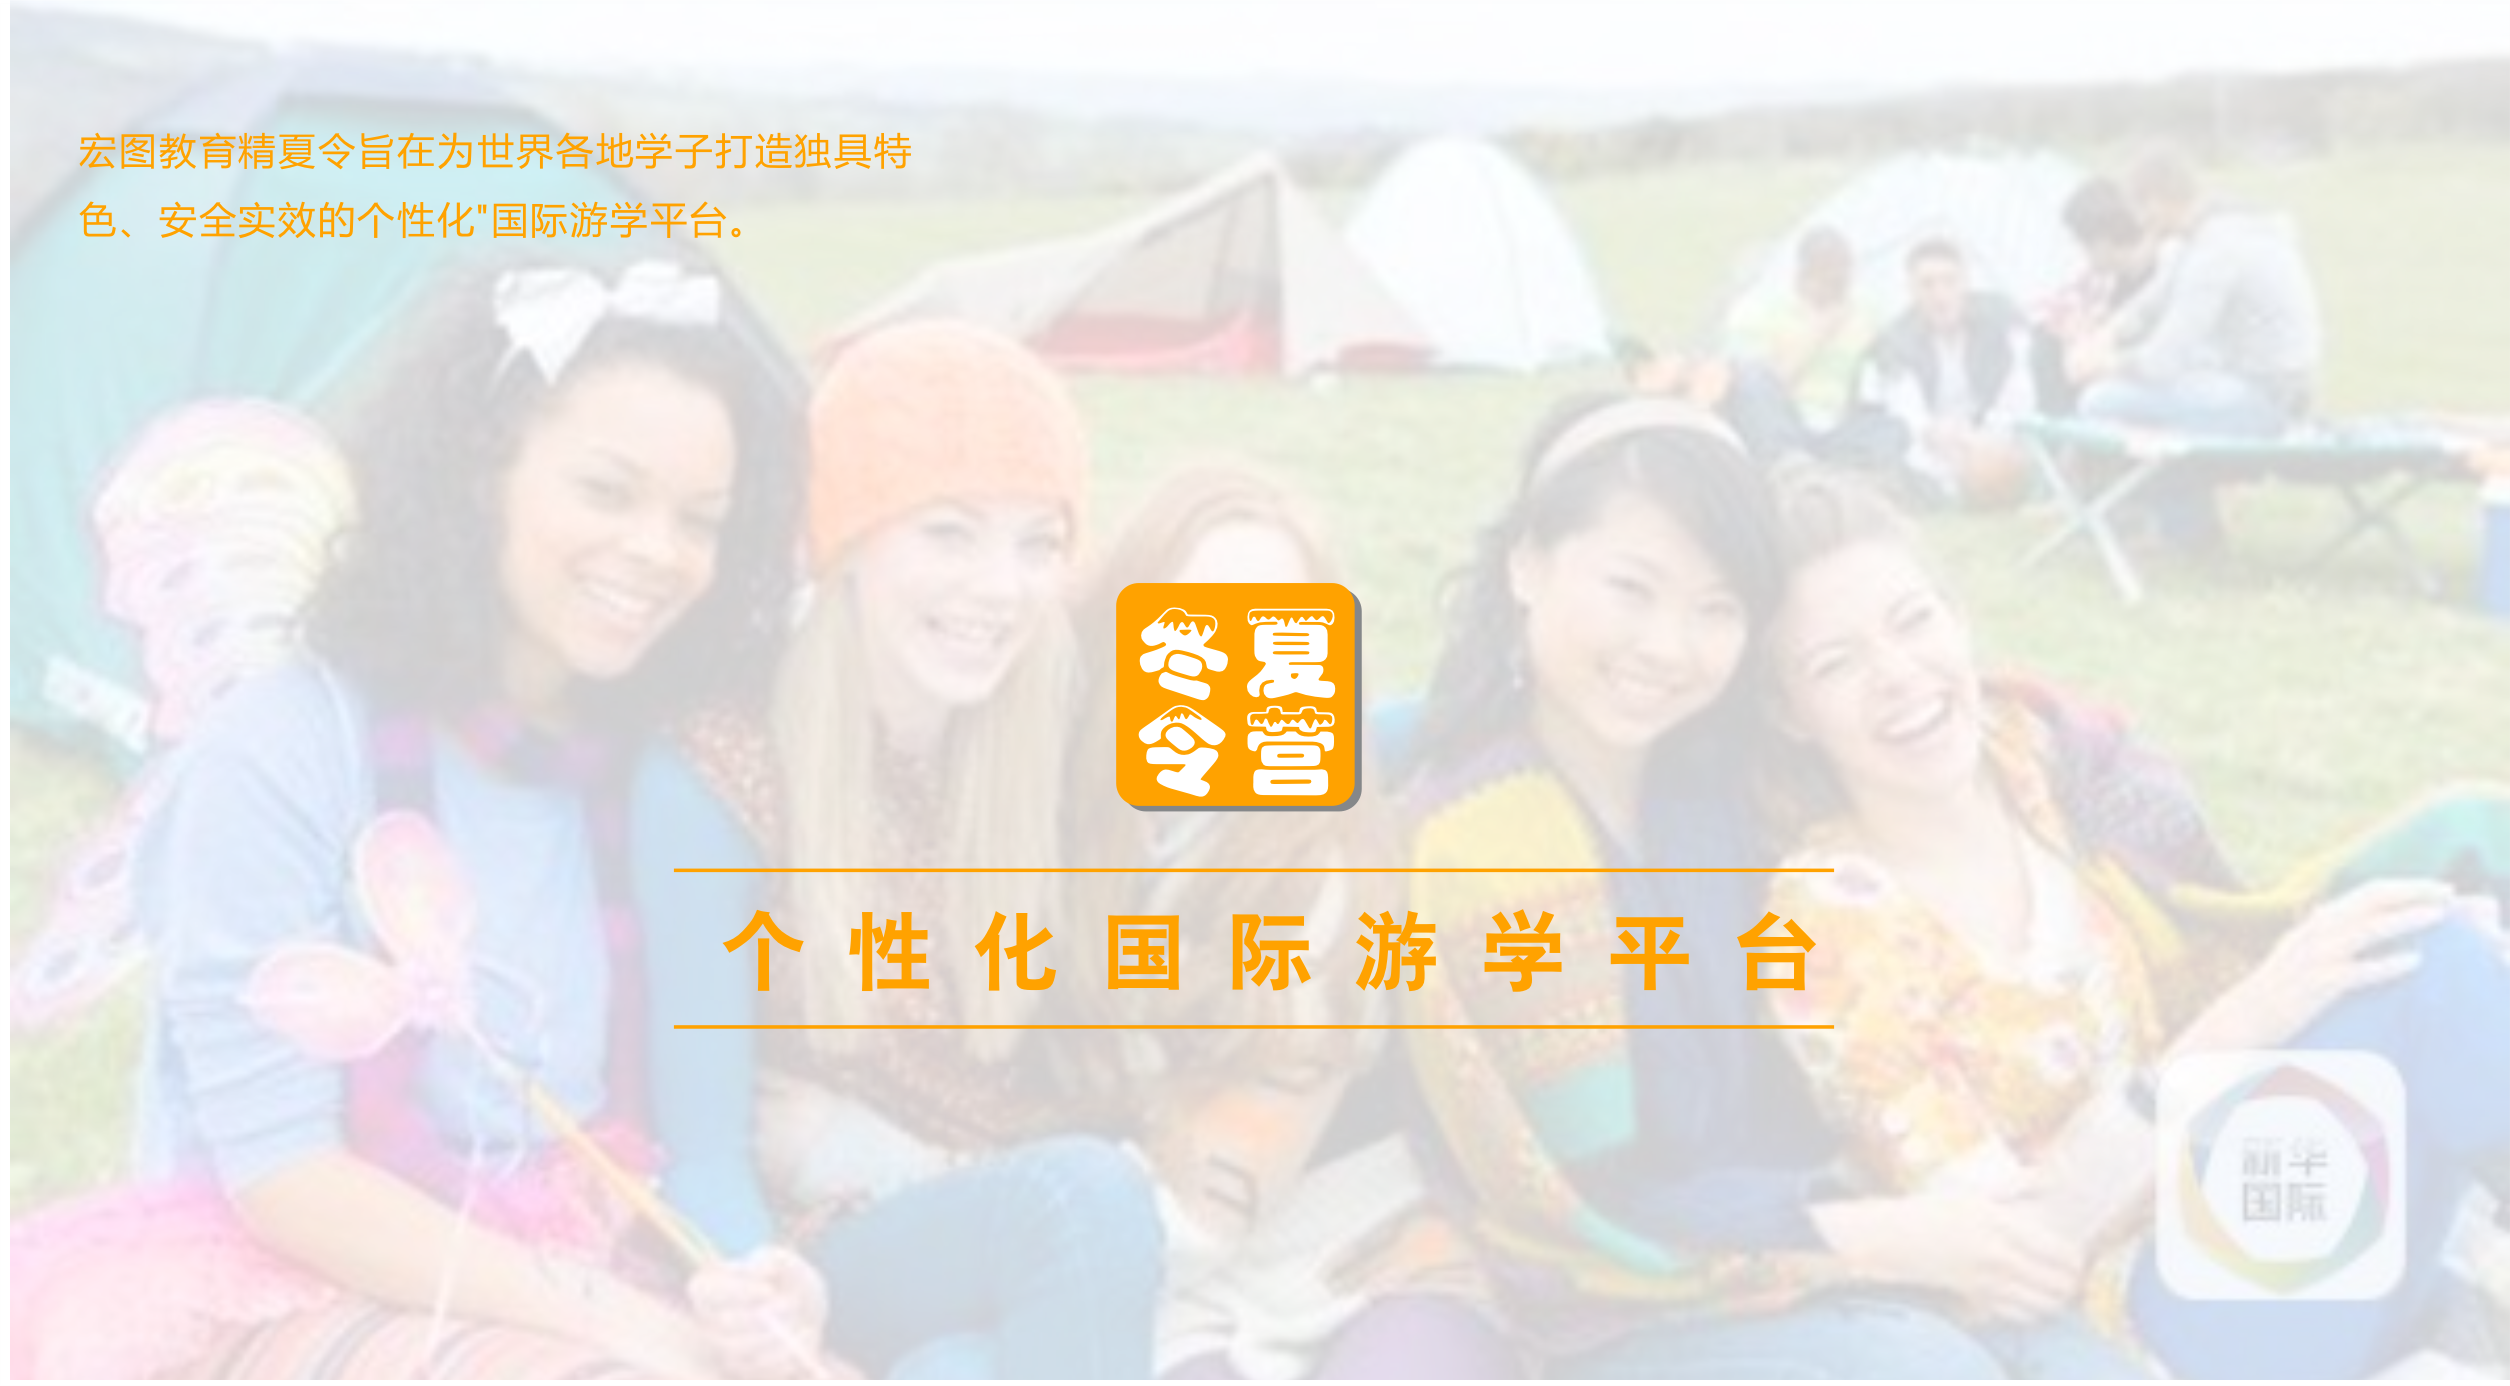 宏图教育精夏令旨在为世界各地学子打造独具特
色、安全实效的个性化"国际游学平台。
冬夏
令营
个性化国际游学平台
新华
国际